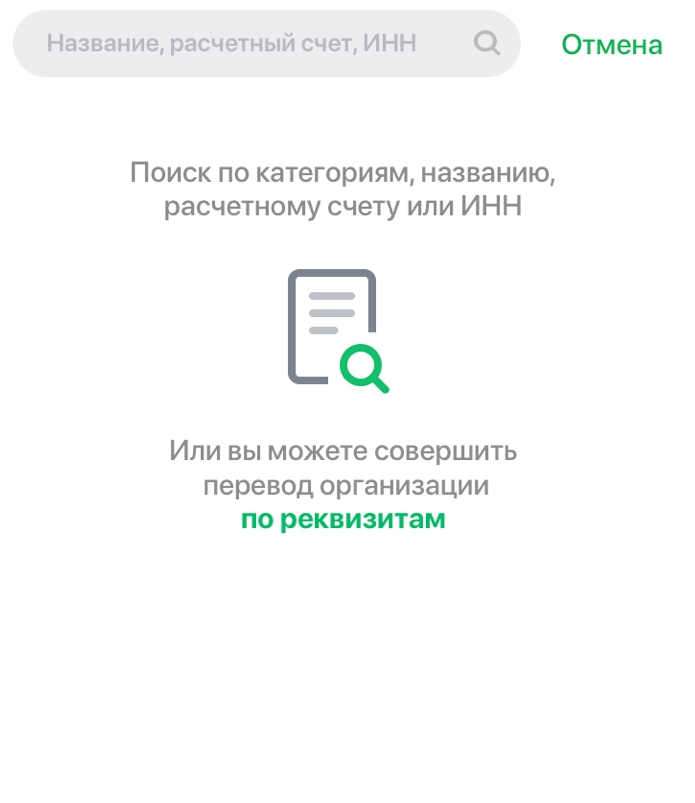 Название, расчетный счет, ИНН
Отмена
Поиск по категориям, названию,
расчетному счету или ИНН
Или вы можете совершить
перевод организации
по реквизитам